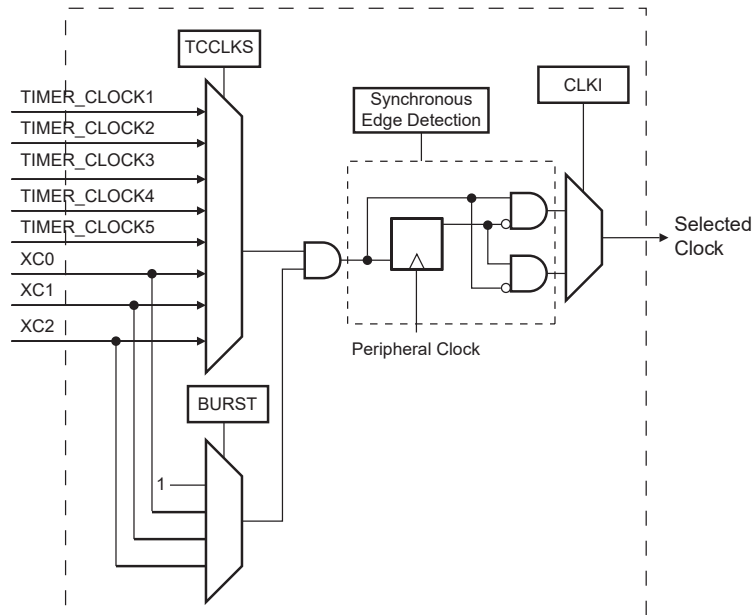 TCCLKS
TIMER_CLOCK1
TIMER_CLOCK2
TIMER_CLOCK3
TIMER_CLOCK4
TIMER_CLOCK5
XC0
XC1
XC2
Synchronous
Edge Detection
CLKI
Selected
Clock
Peripheral Clock
BURST
1